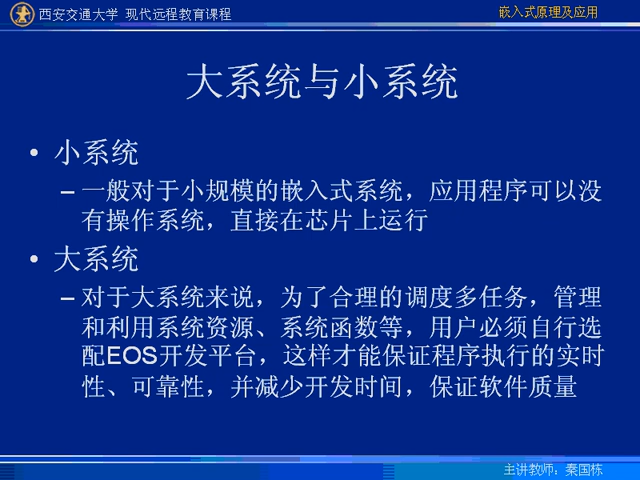 西安交通大学 现代远程教育课程
嵌入式原理及应用
大系统与小系统
• 小系统
– 一般对于小规模的嵌入式系统，应用程序可以没
有操作系统，直接在芯片上运行
• 大系统
– 对于大系统来说，为了合理的调度多任务，管理
和利用系统资源、系统函数等，用户必须自行选
配EOS开发平台，这样才能保证程序执行的实时
性、可靠性，并减少开发时间，保证软件质量
主讲教师：秦国栋